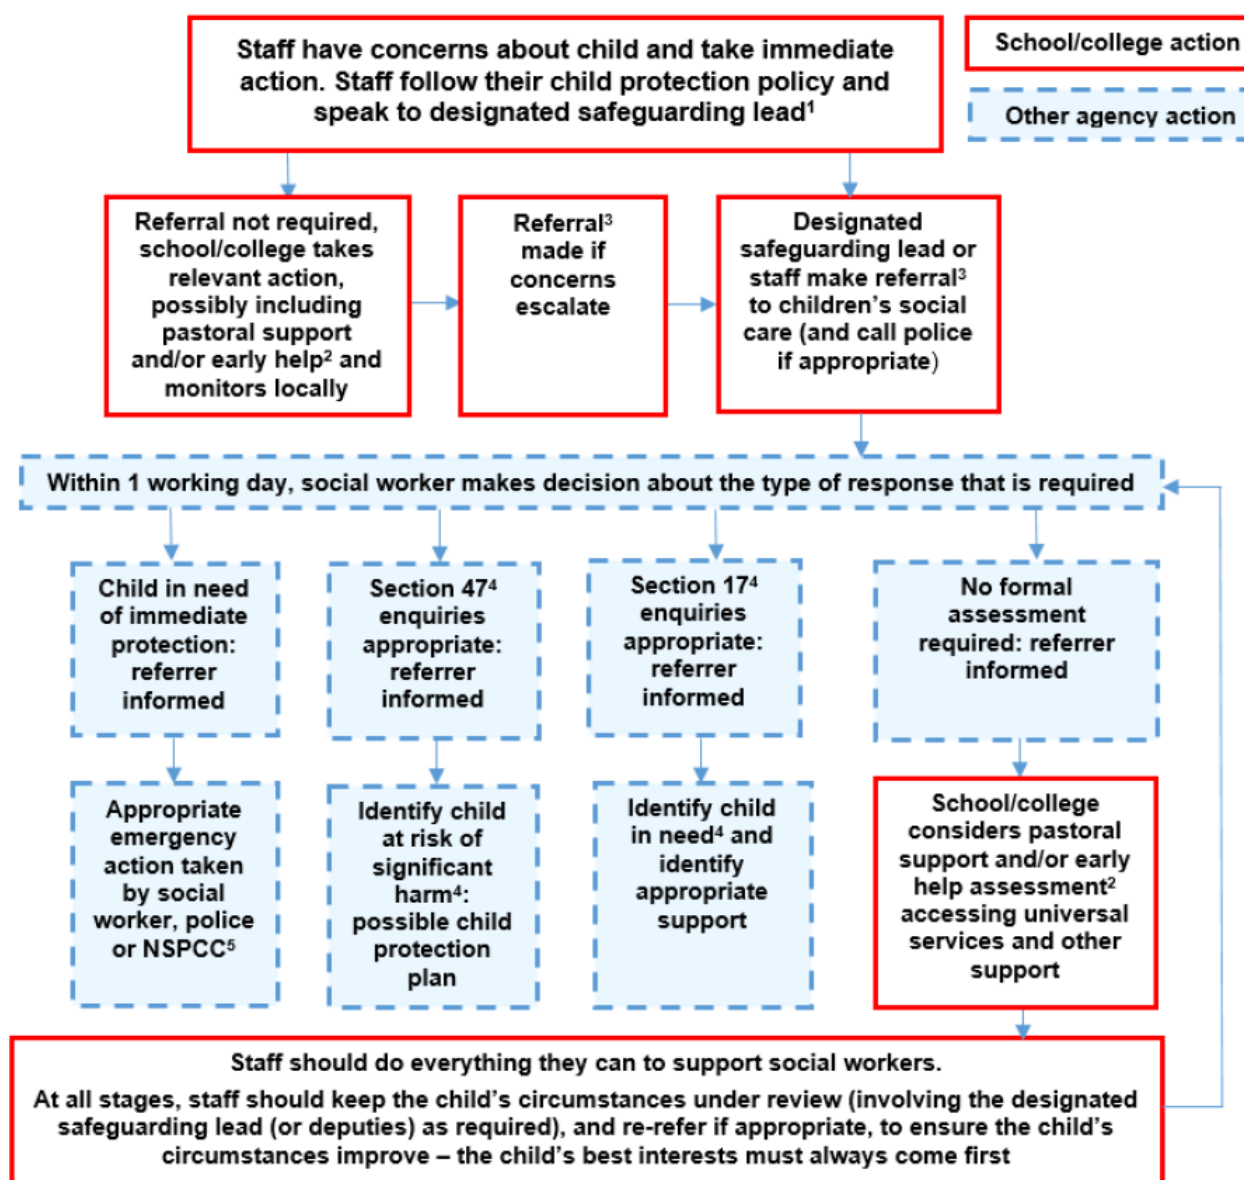 Staff have concerns about child and take immediate
action. Staff follow their child protection policy and
speak to designated safeguarding lead¹
School/college action
Other agency action
Referral not required,
school/college takes
relevant action,
possibly including
pastoral support
and/or early help² and
monitors locally
Referral³
made if
concerns
escalate
Designated
safeguarding lead or
staff make referral³
to children's social
care (and call police
if appropriate)
Within 1 working day, social worker makes decision about the type of response that is required
Child in need
of immediate
protection:
referrer
informed
Section 47⁴
enquiries
appropriate:
referrer
informed
Section 17⁴
enquiries
appropriate:
referrer
informed
No formal
assessment
required: referrer
informed
Appropriate
emergency
action taken
by social
worker, police
or NSPCC⁵
Identify child
at risk of
significant
harm⁴:
possible child
protection
plan
Identify child
in need⁴ and
identify
appropriate
support
School/college
considers pastoral
support and/or early
help assessment²
accessing universal
services and other
support
Staff should do everything they can to support social workers.
At all stages, staff should keep the child's circumstances under review (involving the designated
safeguarding lead (or deputies) as required), and re-refer if appropriate, to ensure the child's
circumstances improve – the child's best interests must always come first